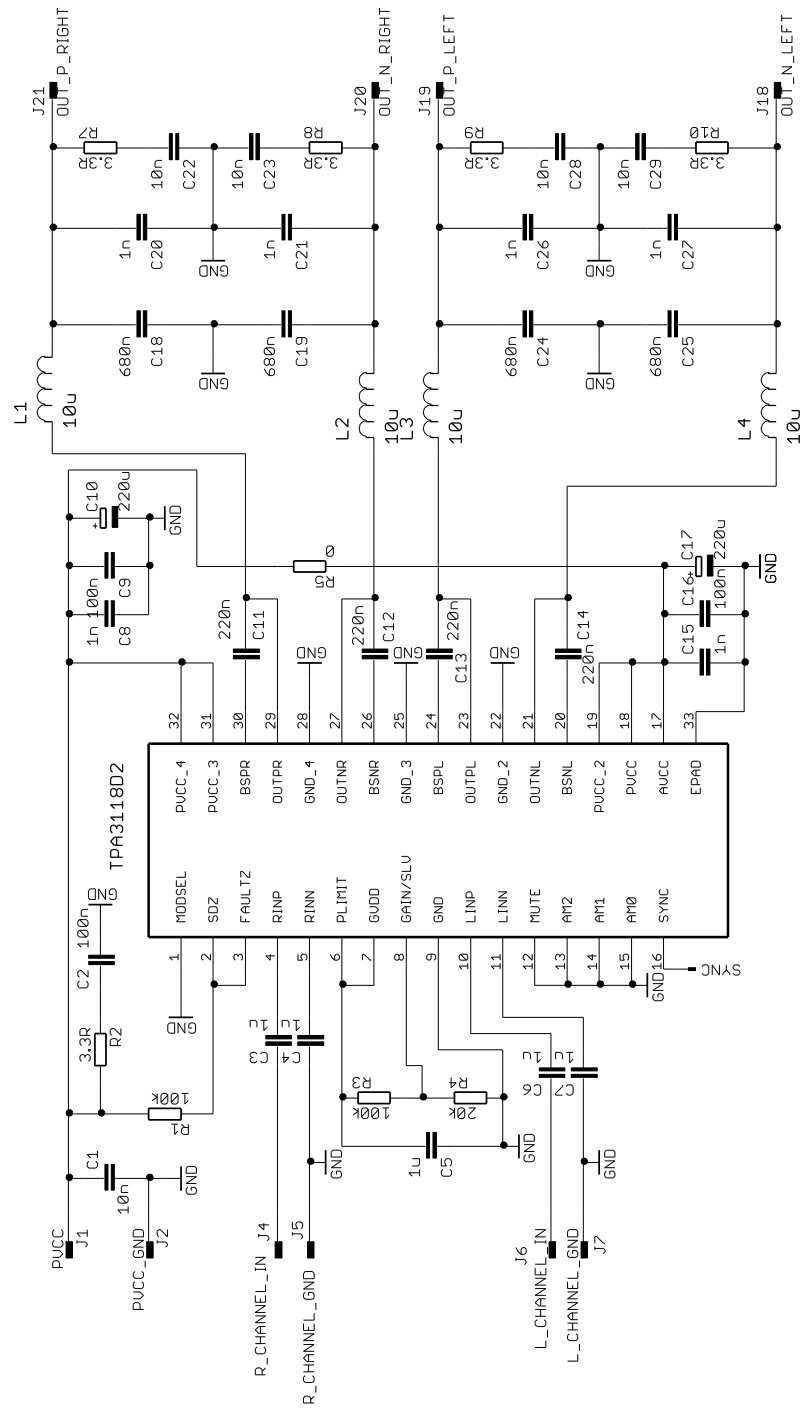 J21
OUT_P_RIGHT
J20
OUT_N_RIGHT
J19
OUT_P_LEFT
J18
OUT_N_LEFT
R7
3.3R
10n
C22
10n
C23
R8
3.3R
R9
3.3R
10n
C28
10n
C29
R10
3.3R
1n
C20
GND
1n
C21
1n
C26
GND
1n
C27
680n
C18
GND
680n
C19
680n
C24
GND
680n
C25
L1
10u
L2
10u
L3
10u
L4
10u
C10
220u
GND
100n
C9
1n
C8
0
R5
220n
C11
220n
C12
220n
C13
C14
220n
GND
GND
GND
C17
220u
C16
100n
C15
1n
GND
32
31
30
29
28
27
26
25
24
23
22
21
20
19
18
17
33
TPA3118D2
PVCC_4
PVCC_3
BSPR
OUTPR
GND_4
OUTNR
BSNR
GND_3
BSPL
OUTPL
GND_2
OUTNL
BSNL
PVCC_2
PVCC
AVCC
EPAD
MODSEL
SDZ
FAULTZ
RINP
RINN
PLIMIT
GVDD
GAIN/SLV
GND
LINP
LINN
MUTE
AM2
AM1
AM0
SYNC
1
2
3
4
5
6
7
8
9
10
11
12
13
14
15
16
GND
100n
C2
3.3R
R2
GND
100k
R1
1u
C3
1u
C4
R3
100k
R4
20k
1u
C5
GND
1u
C6
1u
C7
GND
SYNC
C1
10n
GND
GND
GND
PVCC
J1
PVCC_GND
J2
J4
R_CHANNEL_IN
J5
R_CHANNEL_GND
J6
L_CHANNEL_IN
J7
L_CHANNEL_GND